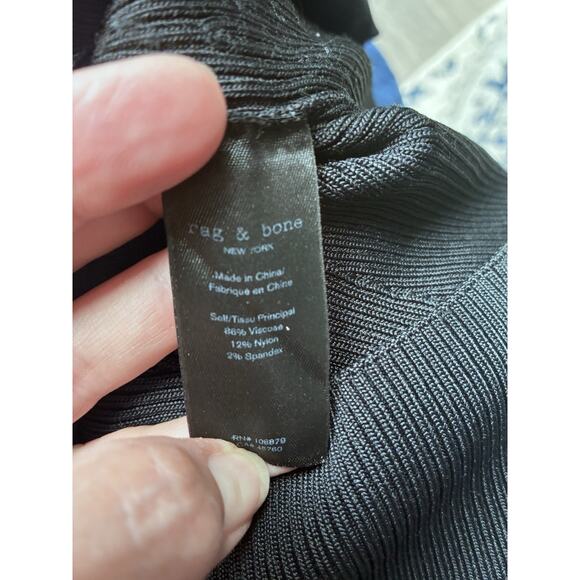 rag & bone
NEW YORK
Made in China/
Fabriqué en Chine
Self/Tissu Principal
86% Viscose
12% Nylon
2% Spandex
RN# 108879